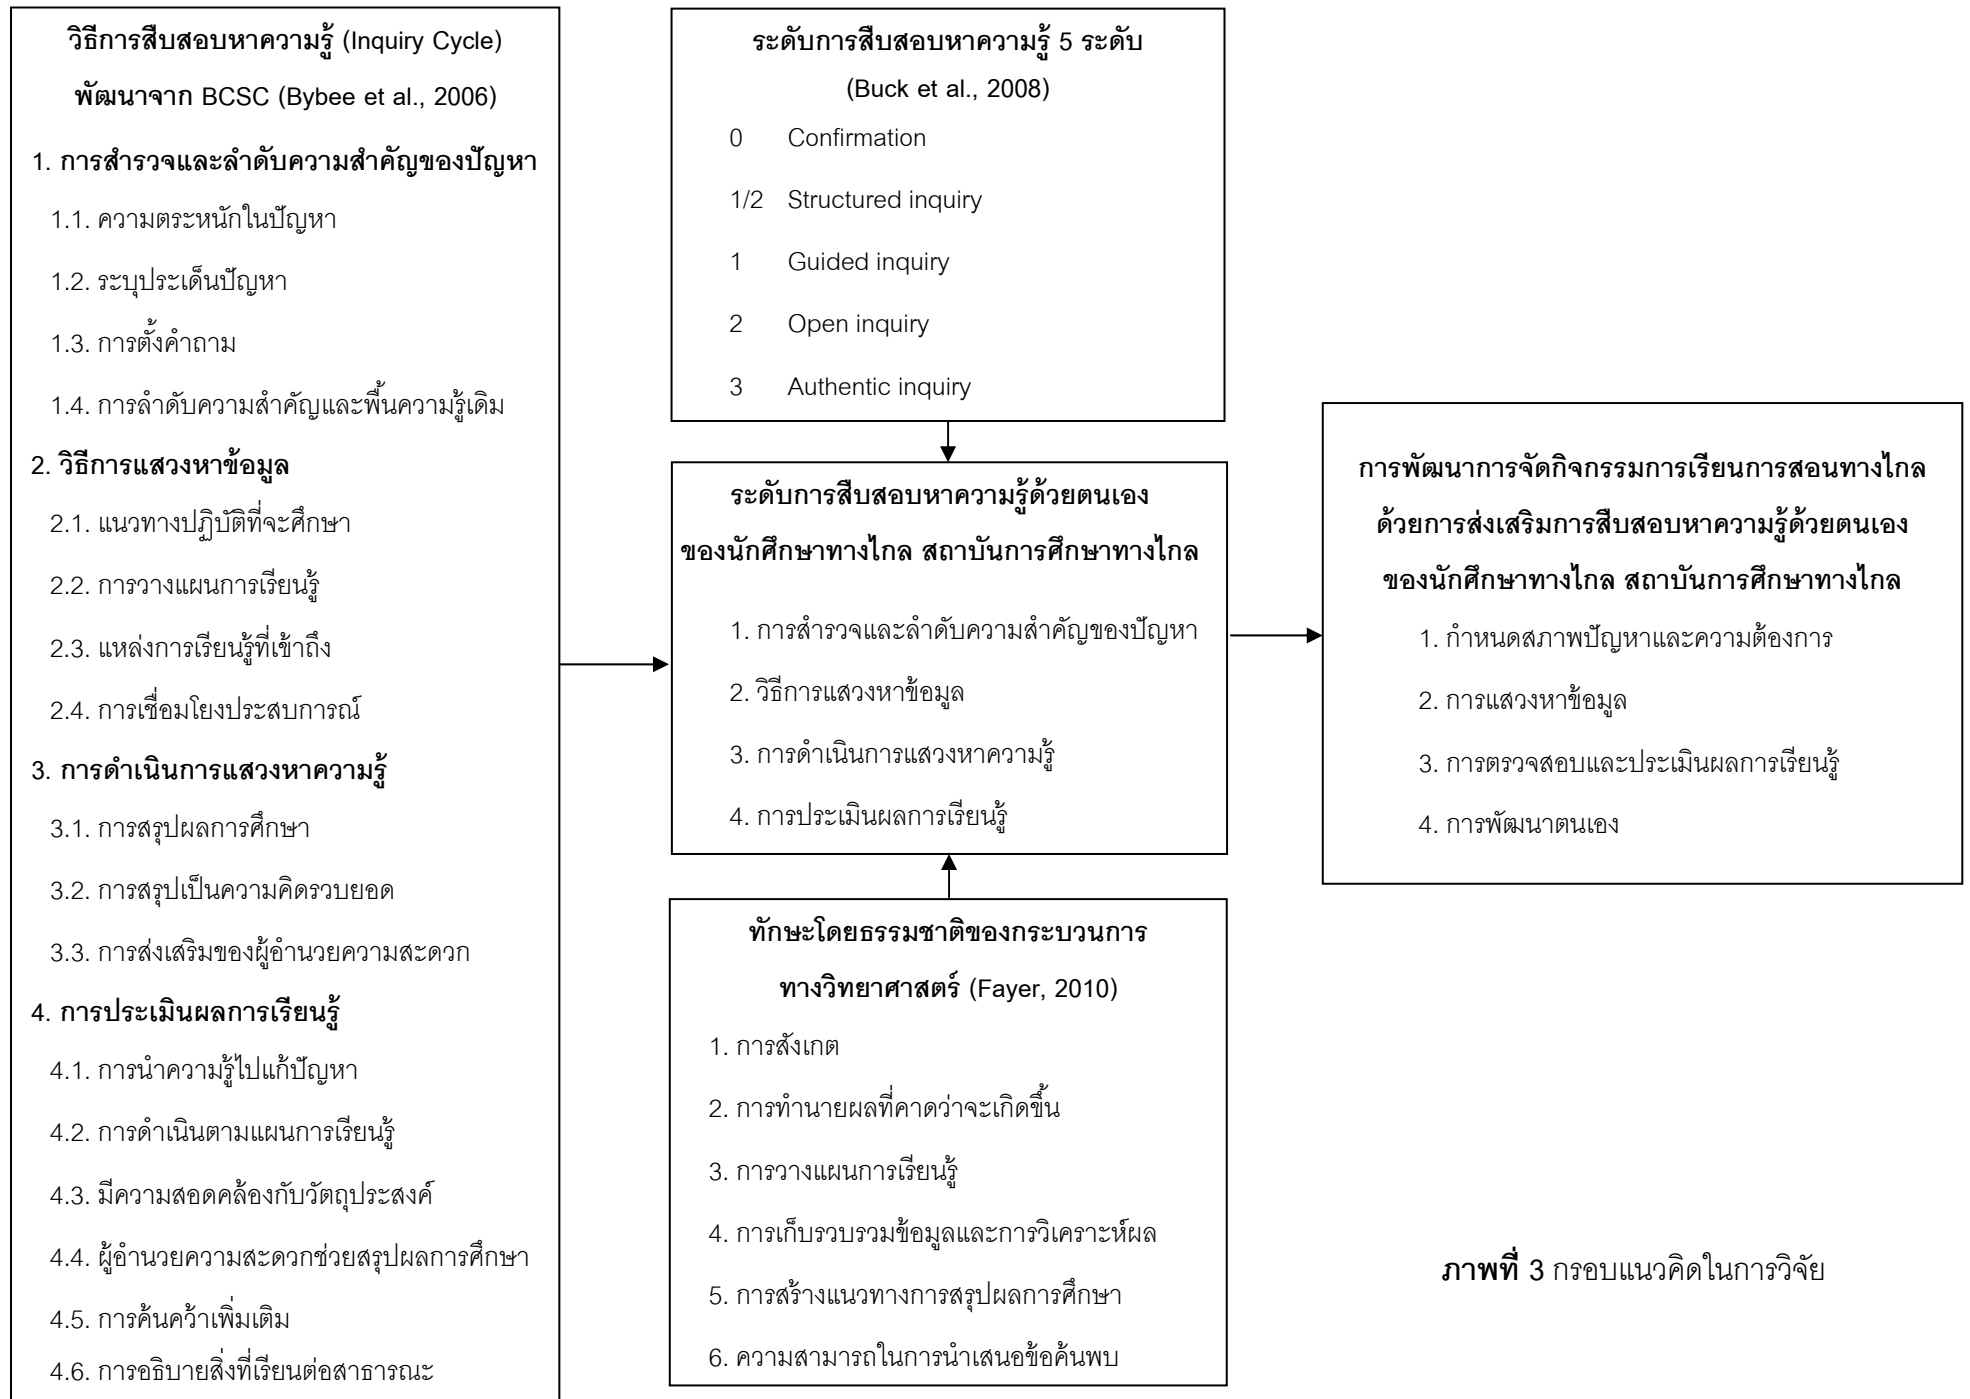 วิธีการสืบสอบหาความรู้ (Inquiry Cycle)
พัฒนาจาก BCSC (Bybee et al., 2006)
1. การสำรวจและลำดับความสำคัญของปัญหา
1.1. ความตระหนักในปัญหา
1.2. ระบุประเด็นปัญหา
1.3. การตั้งคำถาม
1.4. การลำดับความสำคัญและพื้นความรู้เดิม
2. วิธีการแสวงหาข้อมูล
2.1. แนวทางปฏิบัติที่จะศึกษา
2.2. การวางแผนการเรียนรู้
2.3. แหล่งการเรียนรู้ที่เข้าถึง
2.4. การเชื่อมโยงประสบการณ์
3. การดำเนินการแสวงหาความรู้
3.1. การสรุปผลการศึกษา
3.2. การสรุปเป็นความคิดรวบยอด
3.3. การส่งเสริมของผู้อำนวยความสะดวก
4. การประเมินผลการเรียนรู้
4.1. การนำความรู้ไปแก้ปัญหา
4.2. การดำเนินตามแผนการเรียนรู้
4.3. มีความสอดคล้องกับวัตถุประสงค์
4.4. ผู้อำนวยความสะดวกช่วยสรุปผลการศึกษา
4.5. การค้นคว้าเพิ่มเติม
4.6. การอธิบายสิ่งที่เรียนต่อสาธารณะ
ระดับการสืบสอบหาความรู้ 5 ระดับ
(Buck et al., 2008)
0 Confirmation
1/2 Structured inquiry
1 Guided inquiry
2 Open inquiry
3 Authentic inquiry
ระดับการสืบสอบหาความรู้ด้วยตนเอง
ของนักศึกษาทางไกล สถาบันการศึกษาทางไกล
1. การสำรวจและลำดับความสำคัญของปัญหา
2. วิธีการแสวงหาข้อมูล
3. การดำเนินการแสวงหาความรู้
4. การประเมินผลการเรียนรู้
ทักษะโดยธรรมชาติของกระบวนการ
ทางวิทยาศาสตร์ (Fayer, 2010)
1. การสังเกต
2. การทำนายผลที่คาดว่าจะเกิดขึ้น
3. การวางแผนการเรียนรู้
4. การเก็บรวบรวมข้อมูลและการวิเคราะห์ผล
5. การสร้างแนวทางการสรุปผลการศึกษา
6. ความสามารถในการนำเสนอข้อค้นพบ
การพัฒนาการจัดกิจกรรมการเรียนการสอนทางไกล
ด้วยการส่งเสริมการสืบสอบหาความรู้ด้วยตนเอง
ของนักศึกษาทางไกล สถาบันการศึกษาทางไกล
1. กำหนดสภาพปัญหาและความต้องการ
2. การแสวงหาข้อมูล
3. การตรวจสอบและประเมินผลการเรียนรู้
4. การพัฒนาตนเอง
ภาพที่ 3 กรอบแนวคิดในการวิจัย